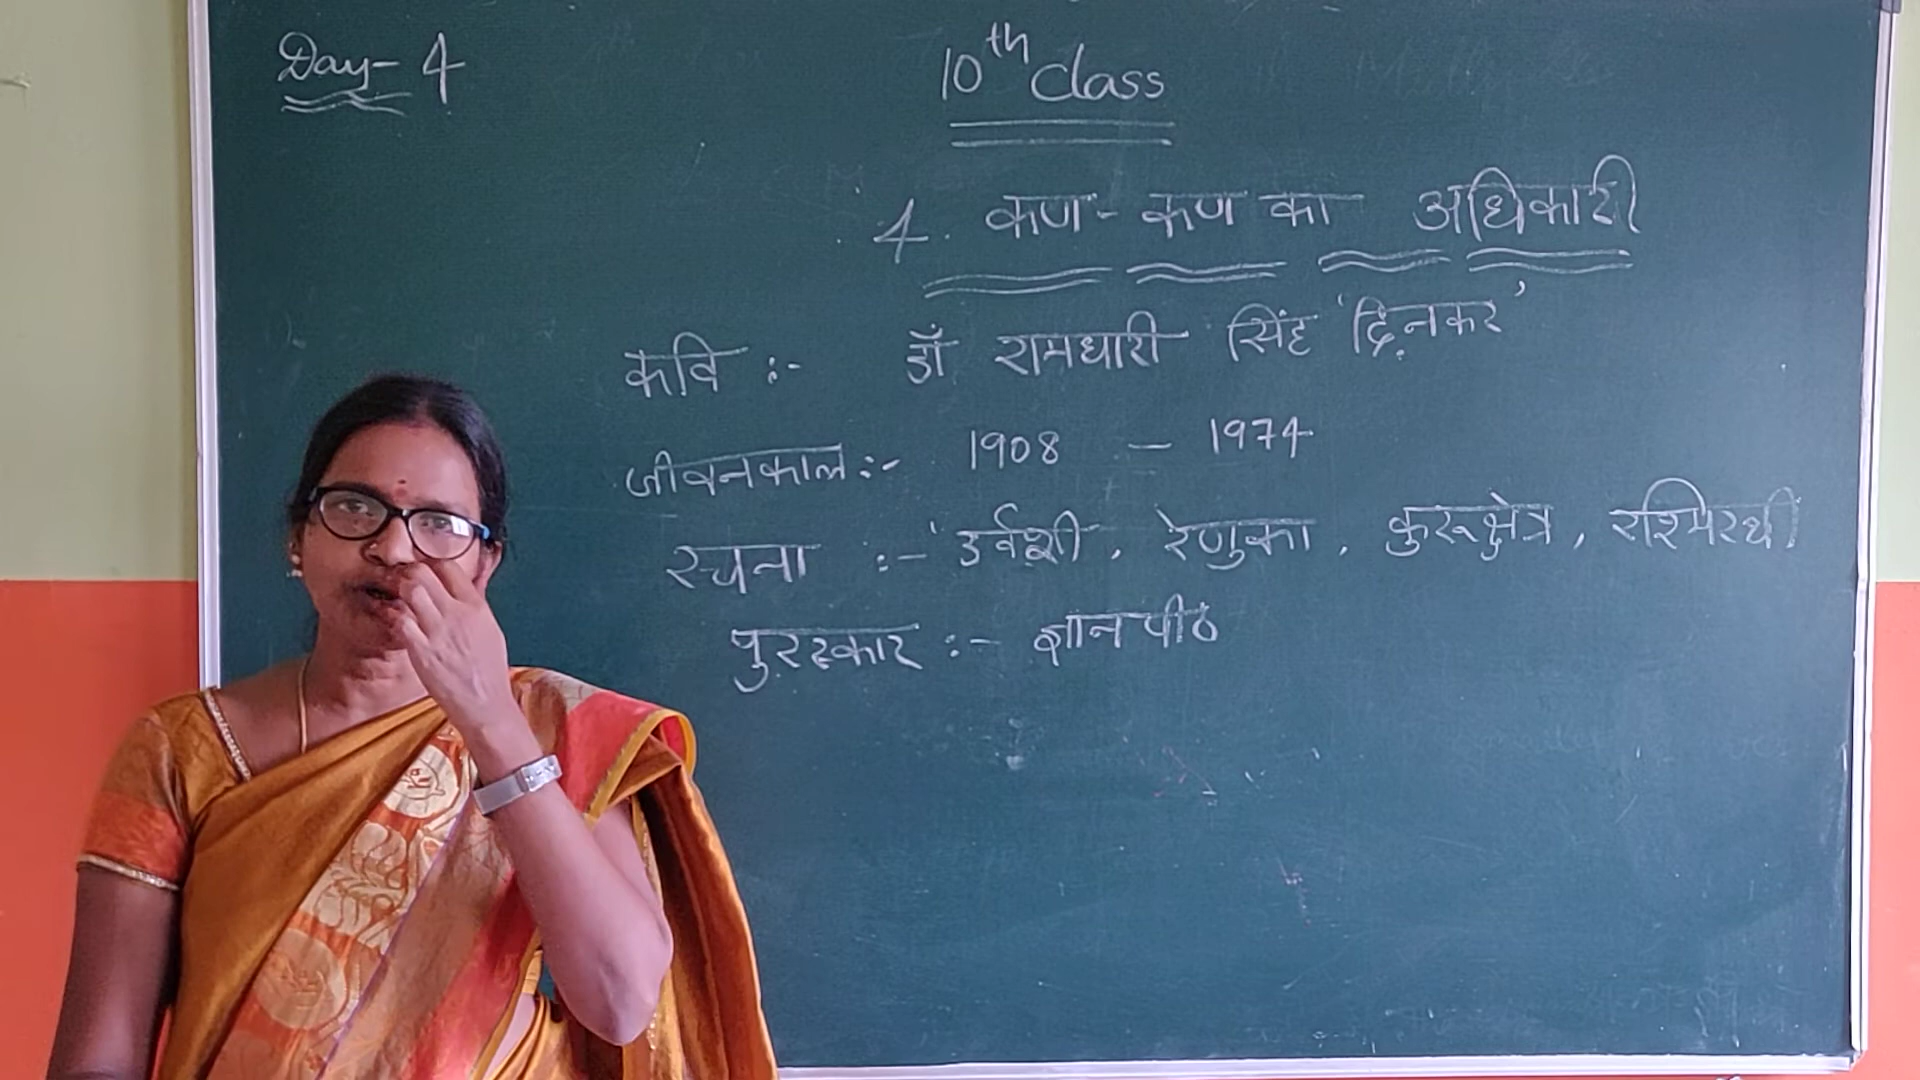 Day-4
10th class
4. कण-कण का अधिकारी
कवि :- डॉ रामधारी सिंह 'दिनकर'
जीवनकाल :- 1908 - 1974
रचना :- 'उर्वशी, रेणुका, कुरूक्षेत्र, रश्मिरथी
पुरस्कार :- ज्ञानपीठ